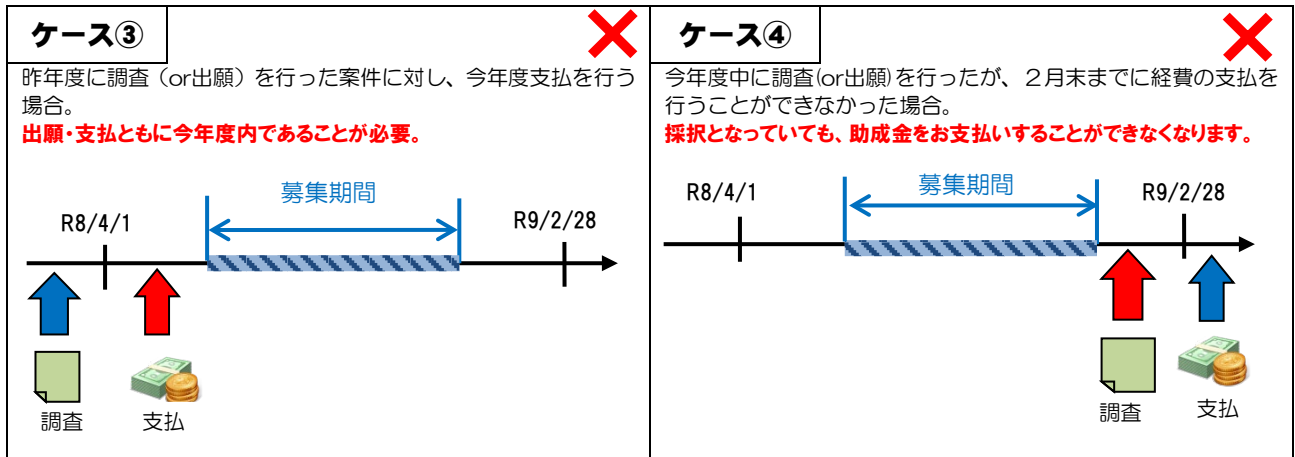 ケース③
昨年度に調査（or出願）を行った案件に対し、今年度支払を行う
場合。
出願・支払ともに今年度内であることが必要。
募集期間
R8/4/1
R9/2/28
調査
支払
ケース④
今年度中に調査(or出願)を行ったが、２月末までに経費の支払を
行うことができなかった場合。
採択となっていても、助成金をお支払いすることができなくなります。
募集期間
R8/4/1
R9/2/28
調査
支払